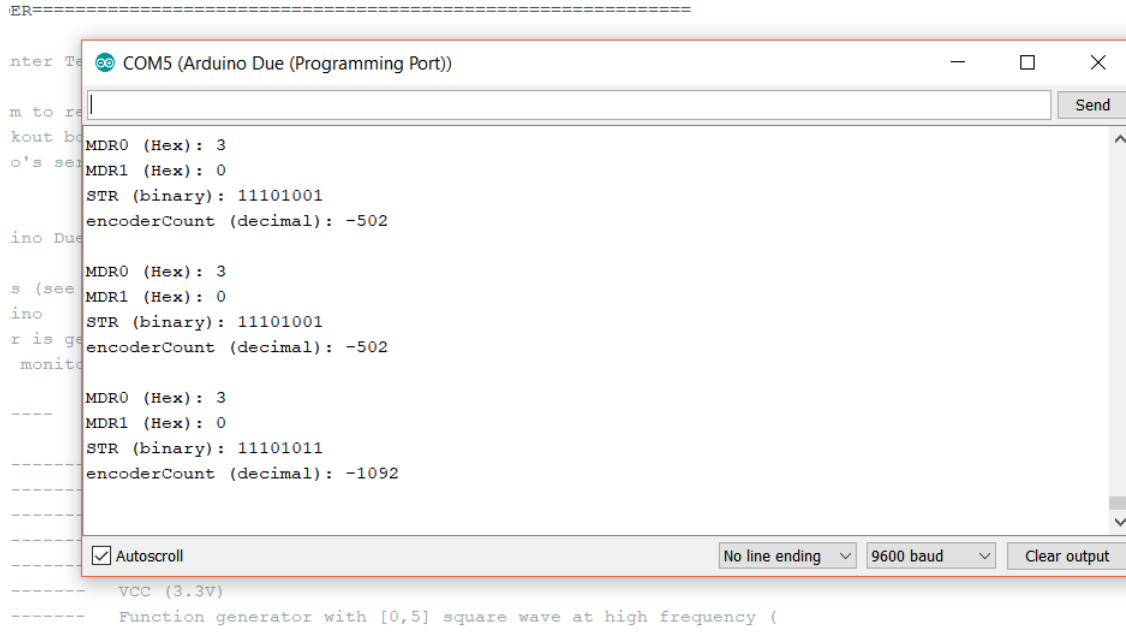 ER==========================================================
nter Te
COM5 (Arduino Due (Programming Port))
m to re
Send
kout bo
o's ser
MDR0 (Hex): 3
MDR1 (Hex): 0
STR (binary): 11101001
encoderCount (decimal): -502
ino Due
MDR0 (Hex): 3
s (see
MDR1 (Hex): 0
ino
STR (binary): 11101001
r is ge
encoderCount (decimal): -502
monito
MDR0 (Hex): 3
----
MDR1 (Hex): 0
STR (binary): 11101011
-------
encoderCount (decimal): -1092
-------
-------
-------
Autoscroll
No line ending
9600 baud
Clear output
-------
------- VCC (3.3V)
------- Function generator with [0,5] square wave at high frequency (